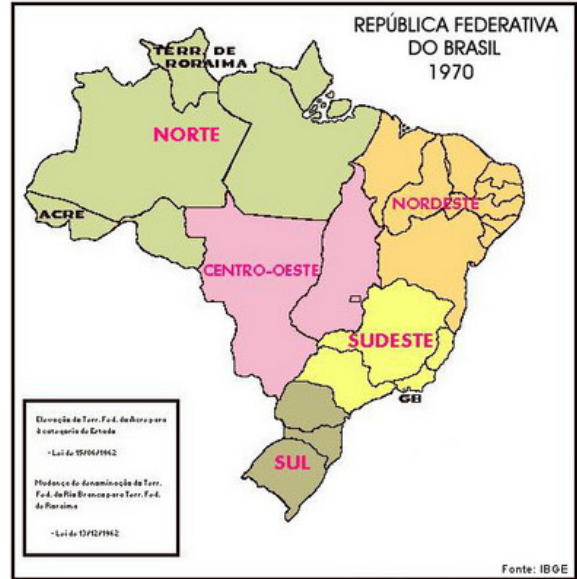 REPÚBLICA FEDERATIVA
DO BRASIL
1970
TERR. DE
RORAIMA
NORTE
ACRE
NORDESTE
CENTRO-OESTE
SUDESTE
GB
SUL
Elevação do Terr. Fed. do Acre para
à categoria de Estado
- Lei de 15/06/1962
Mudança de denominação do Terr.
Fed. do Rio Branco para Terr. Fed.
de Roraima
- Lei de 13/12/1962
Fonte: IBGE